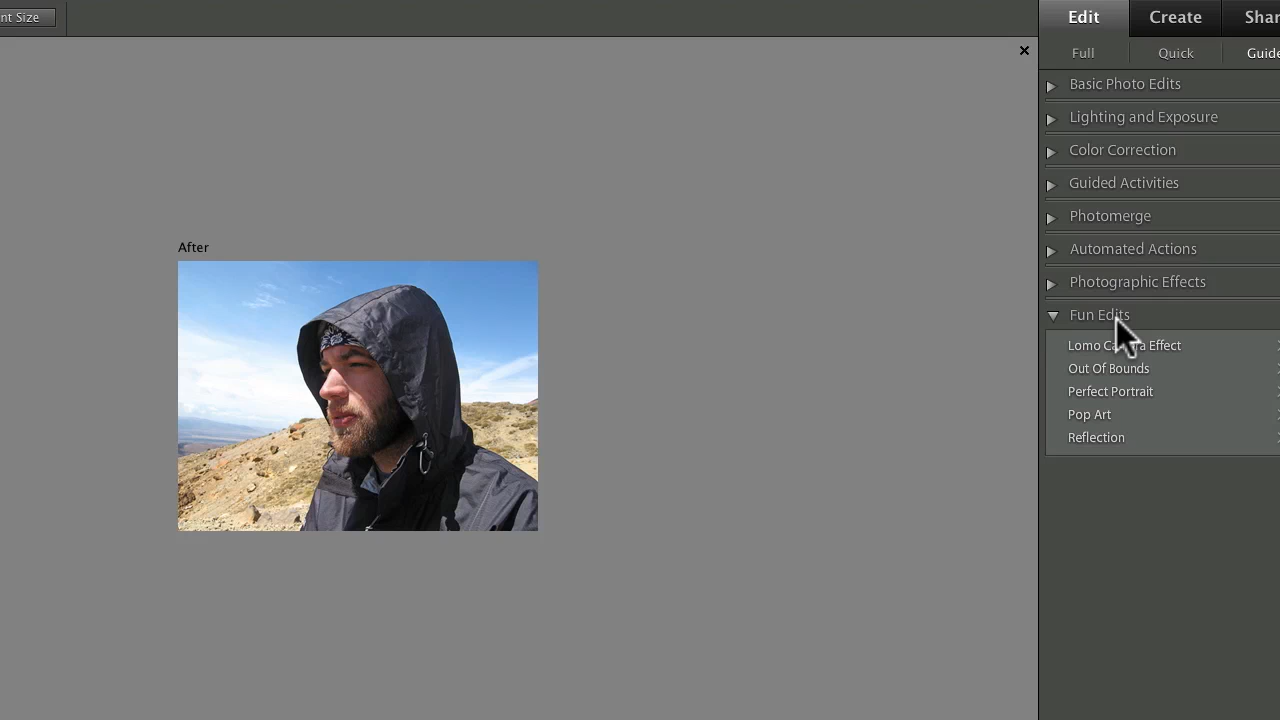 nt Size
Edit Create Shar
Full Quick Guide
Basic Photo Edits
Lighting and Exposure
Color Correction
Guided Activities
Photomerge
Automated Actions
Photographic Effects
Fun Edits
Lomo Camera Effect
Out Of Bounds
Perfect Portrait
Pop Art
Reflection
After